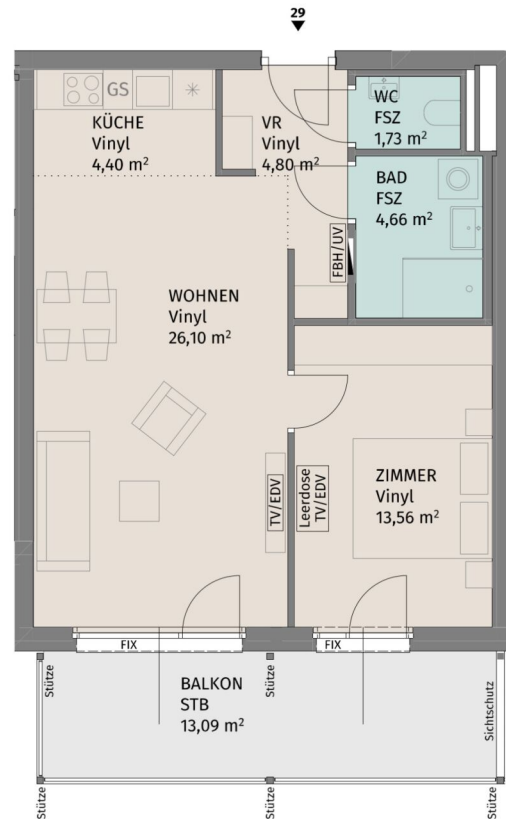 29
GS
KÜCHE
Vinyl
4,40 m²
VR
Vinyl
4,80 m²
WC
FSZ
1,73 m²
BAD
FSZ
4,66 m²
FBH/UV
WOHNEN
Vinyl
26,10 m²
TV/EDV
Leerdose
TV/EDV
ZIMMER
Vinyl
13,56 m²
FIX
FIX
Stütze
BALKON
STB
13,09 m²
Stütze
Sichtschutz
Stütze
Stütze
Stütze